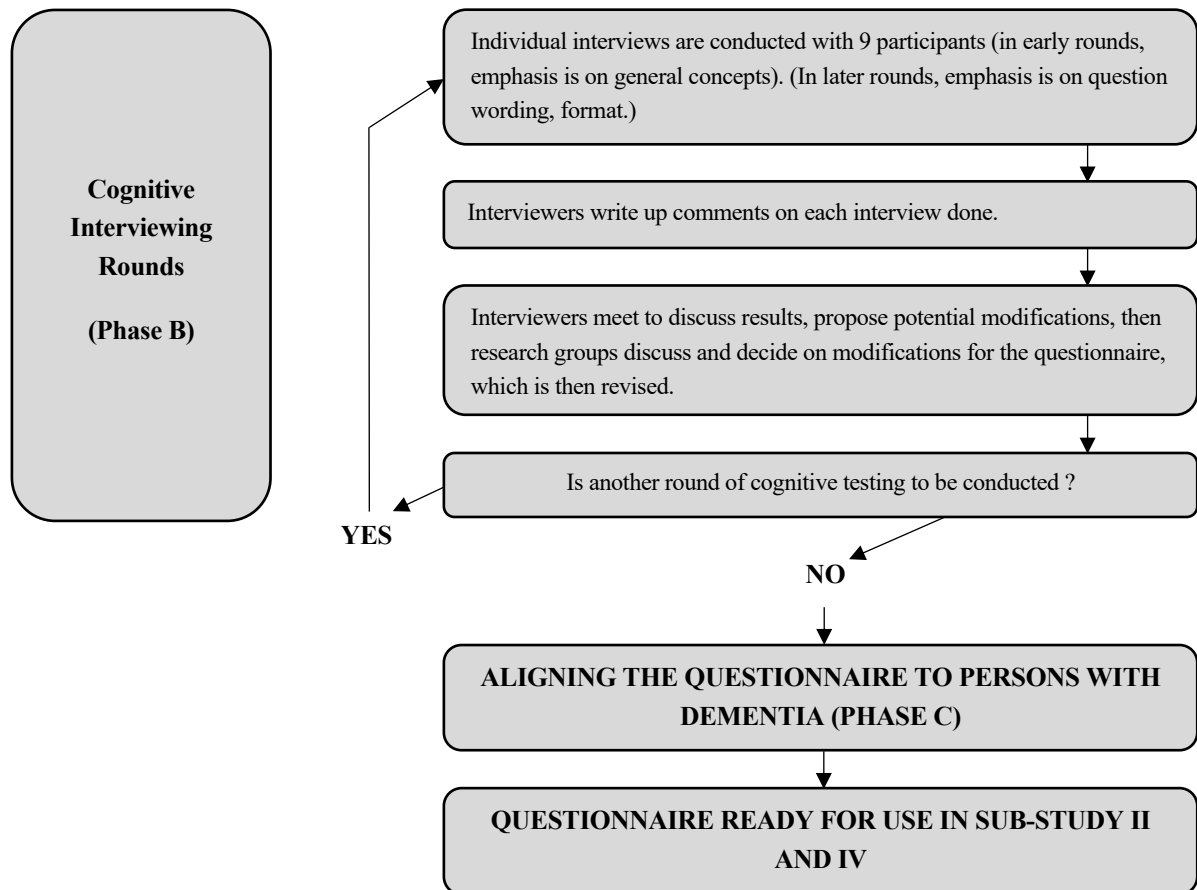 Cognitive
Interviewing
Rounds
(Phase B)
Individual interviews are conducted with 9 participants (in early rounds,
emphasis is on general concepts). (In later rounds, emphasis is on question
wording, format.)
Interviewers write up comments on each interview done.
Interviewers meet to discuss results, propose potential modifications, then
research groups discuss and decide on modifications for the questionnaire,
which is then revised.
Is another round of cognitive testing to be conducted ?
YES
NO
ALIGNING THE QUESTIONNAIRE TO PERSONS WITH
DEMENTIA (PHASE C)
QUESTIONNAIRE READY FOR USE IN SUB-STUDY II
AND IV